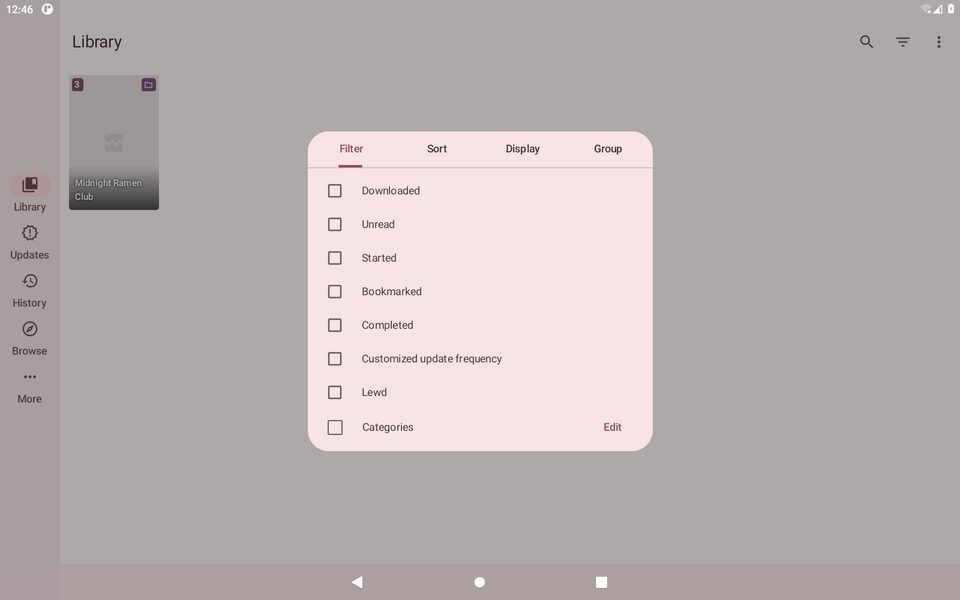 12:46
Library
3
Midnight Ramen
Club
Library
Updates
History
Browse
More
Filter
Sort
Display
Group
Downloaded
Unread
Started
Bookmarked
Completed
Customized update frequency
Lewd
Categories
Edit